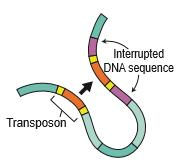 Interrupted
DNA sequence
Transposon